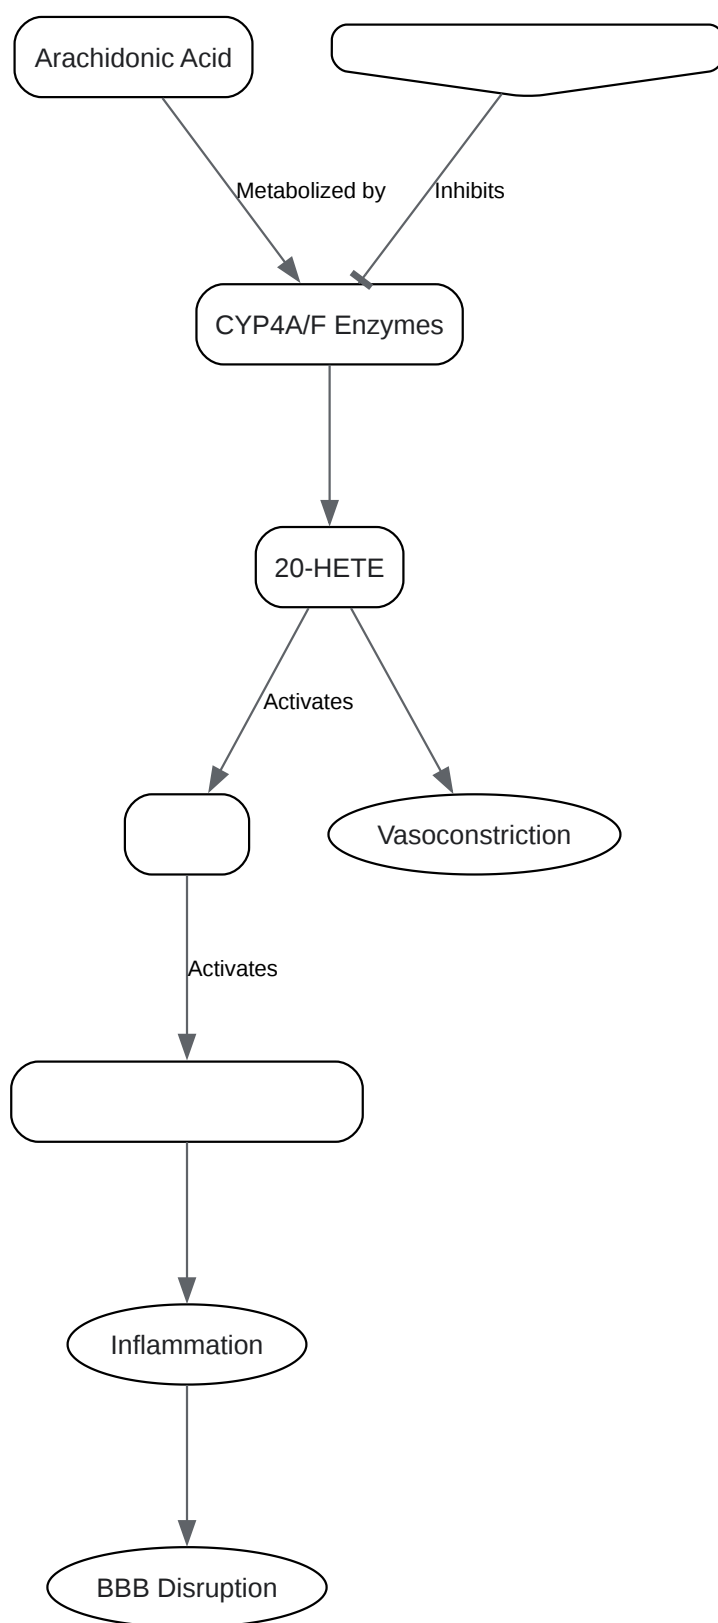 Arachidonic Acid
Metabolized by
Inhibits
CYP4A/F Enzymes
20-HETE
Activates
Vasoconstriction
Activates
Inflammation
BBB Disruption